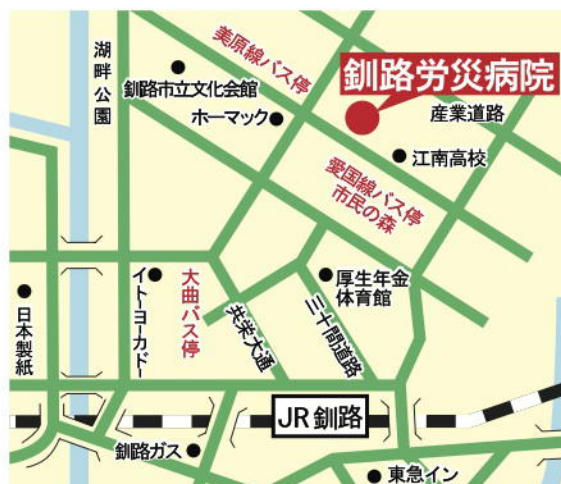 湖畔公園
美原線バス停
釧路市立文化会館
ホーマック
釧路労災病院
産業道路
江南高校
愛国線バス停
市民の森
日本製紙
イトーヨーカドー
大曲バス停
共栄大通
三十間道路
厚生年金
体育館
JR釧路
釧路ガス
東急イン